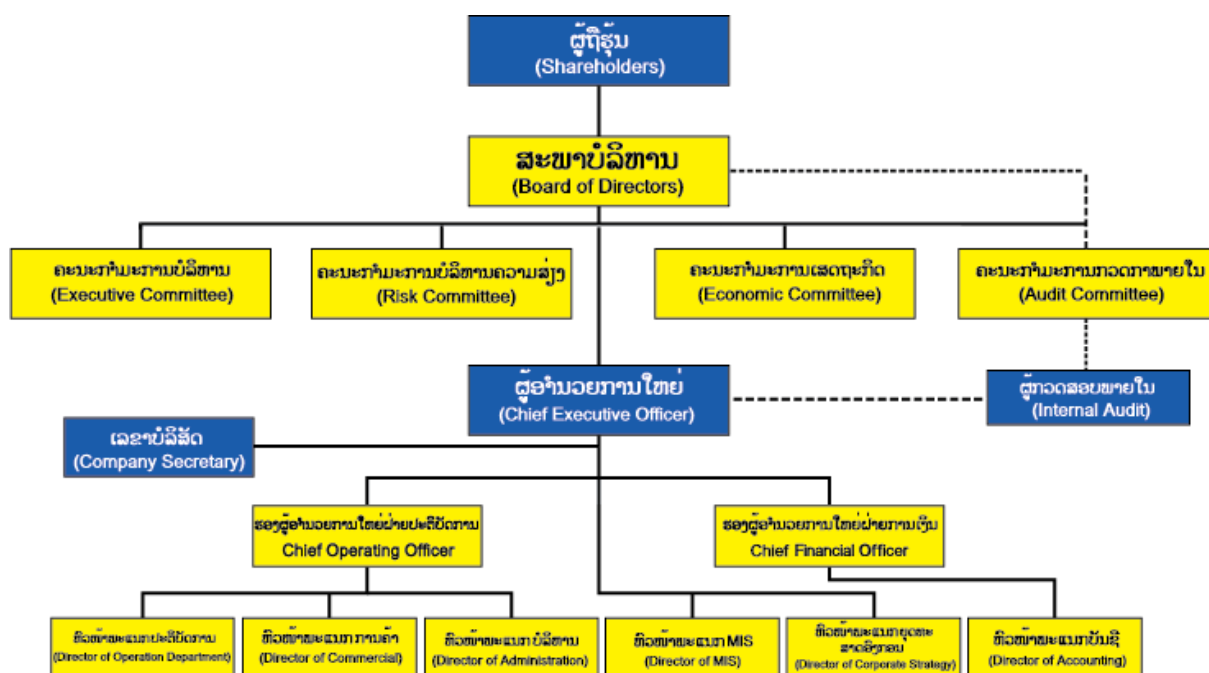 ຜູ້ຖືຮຸ້ນ
(Shareholders)
ສະພາບໍລິຫານ
(Board of Directors)
ຄະນະກຳມະການບໍລິຫານ
(Executive Committee)
ຄະນະກຳມະການບໍລິຫານຄວາມສ່ຽງ
(Risk Committee)
ຄະນະກຳມະການເສດຖະກິດ
(Economic Committee)
ຄະນະກຳມະການກວດກາພາຍໃນ
(Audit Committee)
ຜູ້ອຳນວຍການໃຫຍ່
(Chief Executive Officer)
ຜູ້ກວດສອບພາຍໃນ
(Internal Audit)
ເລຂາບໍລິສັດ
(Company Secretary)
ຮອງຜູ້ອຳນວຍການໃຫຍ່ຝ່າຍປະຕິບັດການ
Chief Operating Officer
ຮອງຜູ້ອຳນວຍການໃຫຍ່ຝ່າຍການເງິນ
Chief Financial Officer
ຫົວໜ້າພະແນກປະຕິບັດການ
(Director of Operation Department)
ຫົວໜ້າພະແນກ ການຄ້າ
(Director of Commercial)
ຫົວໜ້າພະແນກ ບໍລິຫານ
(Director of Administration)
ຫົວໜ້າພະແນກ MIS
(Director of MIS)
ຫົວໜ້າພະແນກຍຸດທະ
ສາດອົງກອນ
(Director of Corporate Strategy)
ຫົວໜ້າພະແນກບັນຊີ
(Director of Accounting)